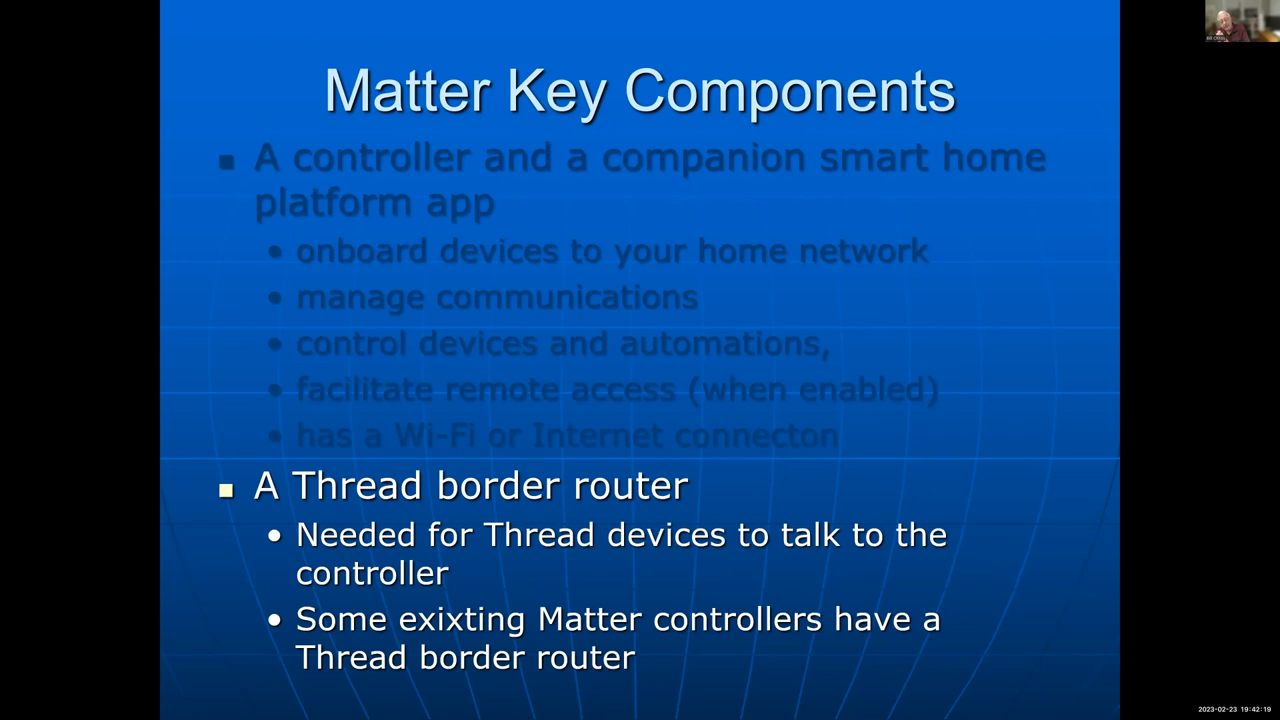 Matter Key Components
A controller and a companion smart home
platform app
onboard devices to your home network
manage communications
control devices and automations,
facilitate remote access (when enabled)
has a Wi-Fi or Internet connecton
A Thread border router
Needed for Thread devices to talk to the
controller
Some exixting Matter controllers have a
Thread border router
2023-02-23 19:42:19